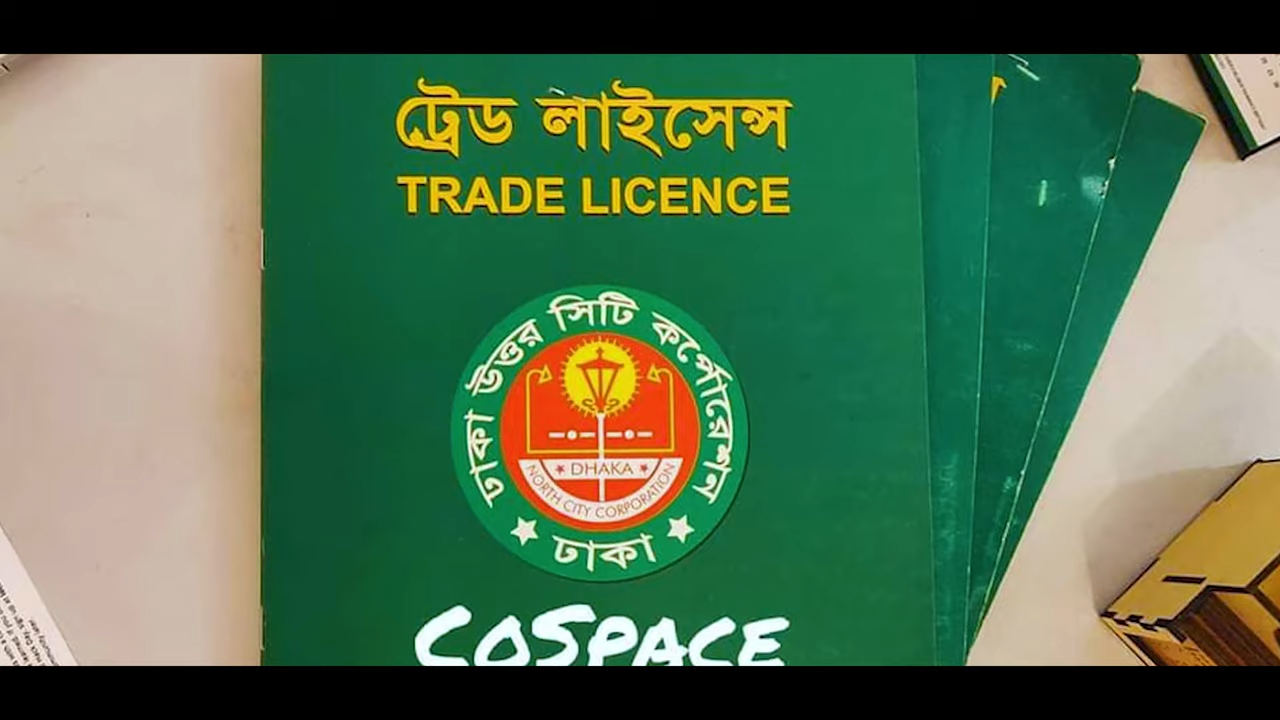 ট্রেড লাইসেন্স
TRADE LICENCE
ঢাকা উত্তর সিটি কর্পোরেশন
DHAKA
NORTH CITY CORPORATION
ঢাকা
COSPACE